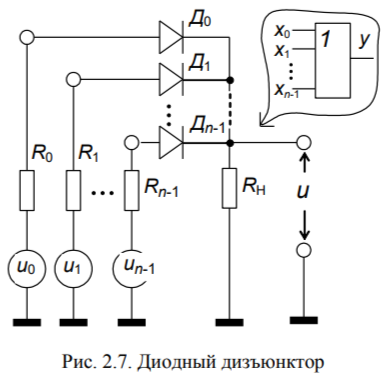 Д₀
x₀ 1 y
x₁
Д₁
xₙ₋₁
Дₙ₋₁
R₀ R₁ Rₙ₋₁ Rн u
u₀ u₁ uₙ₋₁
Рис. 2.7. Диодный дизъюнктор